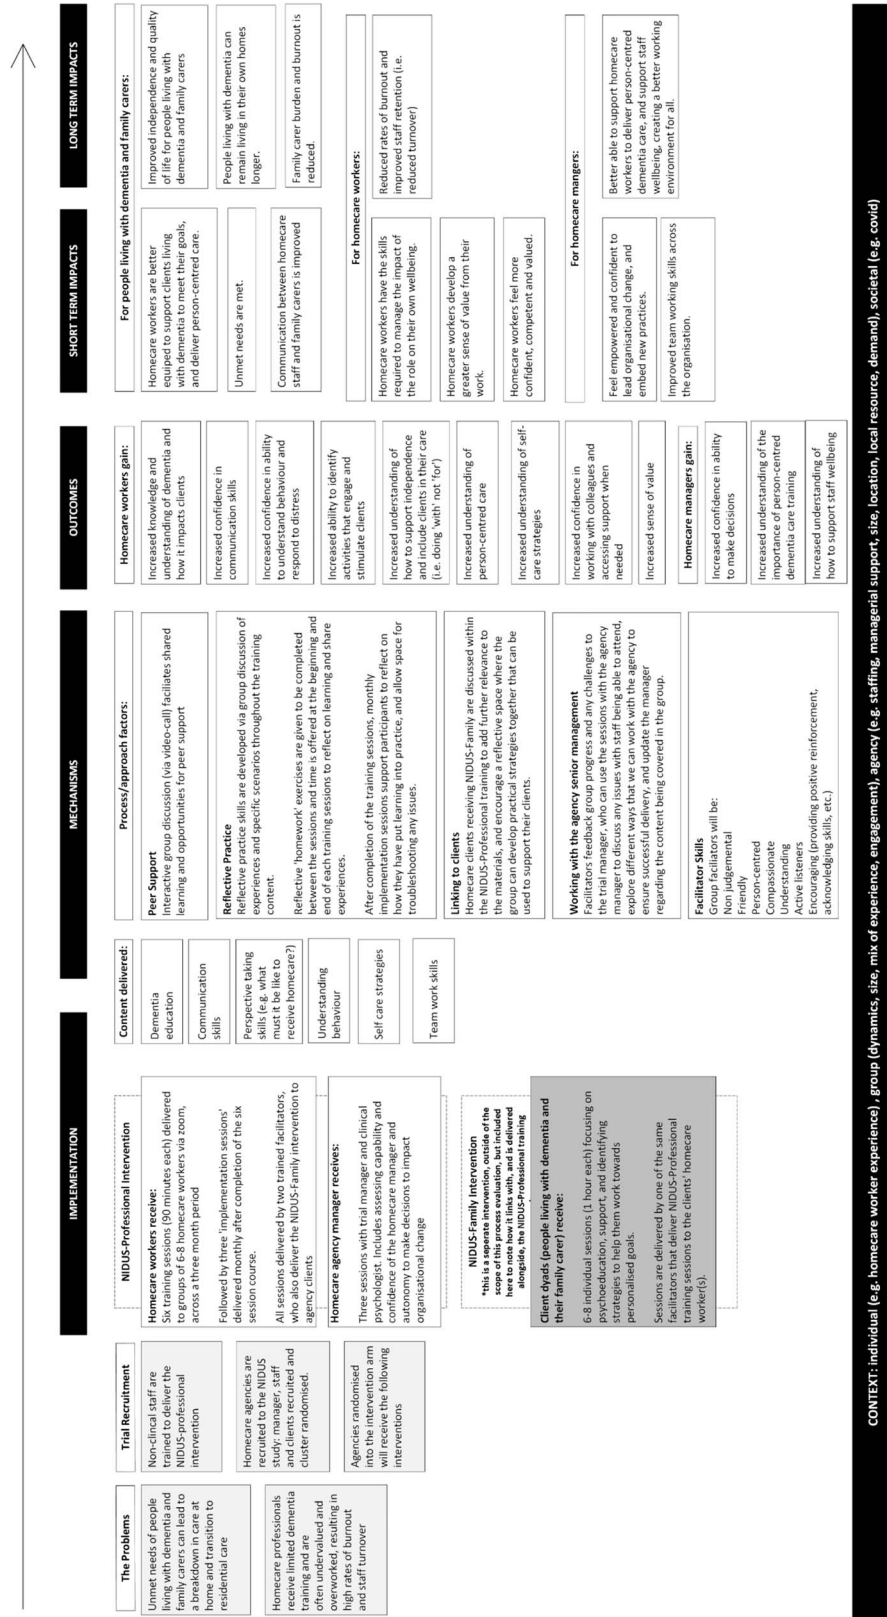 IMPLEMENTATION
MECHANISMS
OUTCOMES
SHORT TERM IMPACTS
LONG TERM IMPACTS
The Problems
Unmet needs of people
living with dementia and
family carers can lead to
a breakdown in care at
home and transition to
residential care
Homecare professionals
receive limited dementia
training and are
often undervalued and
overworked, resulting in
high rates of burnout
and staff turnover
Trial Recruitment
Non-clincal staff are
trained to deliver the
NIDUS-professional
intervention
Homecare agencies are
recruited to the NIDUS
study: manager, staff
and clients recruited and
cluster randomised.
Agencies randomised
into the intervention arm
will receive the following
interventions
NIDUS-Professional Intervention
Homecare workers receive:
Six training sessions (90 minutes each) delivered
to groups of 6-8 homecare workers via zoom,
across a three month period
Followed by three 'implementation sessions'
delivered monthly after completion of the six
session course.
All sessions delivered by two trained facilitators,
who also deliver the NIDUS-Family intervention to
agency clients
Homecare agency manager receives:
Three sessions with trial manager and clinical
psychologist. Includes assessing capability and
confidence of the homecare manager and
autonomy to make decisions to impact
organisational change
NIDUS-Family Intervention
*this is a seperate intervention, outside of the
scope of this process evaluation, but included
here to note how it links with, and is delivered
alongside, the NIDUS-Professional training
Client dyads (people living with dementia and
their family carer) receive:
6-8 individual sessions (1 hour each) focusing on
psychoeducation, support, and identifying
strategies to help them work towards
personalised goals.
Sessions are delivered by one of the same
facilitators that deliver NIDUS-Professional
training sessions to the clients' homecare
worker(s).
Content delivered:
Dementia
education
Communication
skills
Perspective taking
skills (e.g. what
must it be like to
receive homecare?)
Understanding
behaviour
Self care strategies
Team work skills
Process/approach factors:
Peer Support
Interactive group discussion (via video-call) faciliates shared
learning and opportunities for peer support
Reflective Practice
Reflective practice skills are developed via group discussion of
experiences and specific scenarios throughout the training
content.
Reflective 'homework' exercises are given to be completed
between the sessions and time is offered at the beginning and
end of each training sessions to reflect on learning and share
experiences.
After completion of the training sessions, monthly
implementation sessions support participants to reflect on
how they have put learning into practice, and allow space for
troubleshooting any issues.
Linking to clients
Homecare clients receiving NIDUS-Family are discussed within
the NIDUS-Professional training to add further relevance to
the materials, and encourage a reflective space where the
group can develop practical strategies together that can be
used to support their clients.
Working with the agency senior management
Facilitators feedback group progress and any challenges to
the trial manager, who can use the sessions with the agency
manager to discuss any issues with staff being able to attend,
explore different ways that we can work with the agency to
ensure successful delivery, and update the manager
regarding the content being covered in the group.
Facilitator Skills
Group faciliators will be:
Non judgemental
Friendly
Person-centred
Compassionate
Understanding
Active listeners
Encouraging (providing positive reinforcement,
acknowledging skills, etc.)
Homecare workers gain:
Increased knowledge and
understanding of dementia and
how it impacts clients
Increased confidence in
communication skills
Increased confidence in ability
to understand behaviour and
respond to distress
Increased ability to identify
activities that engage and
stimulate clients
Increased understanding of
how to support independence
and include clients in their care
(i.e. doing 'with' not 'for')
Increased understanding of
person-centred care
Increased understanding of self-
care strategies
Increased confidence in
working with colleagues and
accessing support when
needed
Increased sense of value
Homecare managers gain:
Increased confidence in ability
to make decisions
Increased understanding of the
importance of person-centred
dementia care training
Increased understanding of
how to support staff wellbeing
For people living with dementia and family carers:
Homecare workers are better
equiped to support clients living
with dementia to meet their goals,
and deliver person-centred care.
Unmet needs are met.
Communication between homecare
staff and family carers is improved
Improved independence and quality
of life for people living with
dementia and family carers
People living with dementia can
remain living in their own homes
longer.
Family carer burden and burnout is
reduced.
For homecare workers:
Homecare workers have the skills
required to manage the impact of
the role on their own wellbeing.
Homecare workers develop a
greater sense of value from their
work.
Homecare workers feel more
confident, competent and valued.
Reduced rates of burnout and
improved staff retention (i.e.
reduced turnover)
For homecare mangers:
Feel empowered and confident to
lead organisational change, and
embed new practices.
Improved team working skills across
the organisation.
Better able to support homecare
workers to deliver person-centred
dementia care, and support staff
wellbeing, creating a better working
environment for all.
CONTEXT: individual (e.g. homecare worker experience) , group (dynamics, size, mix of experience, engagement), agency (e.g. staffing, managerial support, size, location, local resource, demand), societal (e.g. covid)